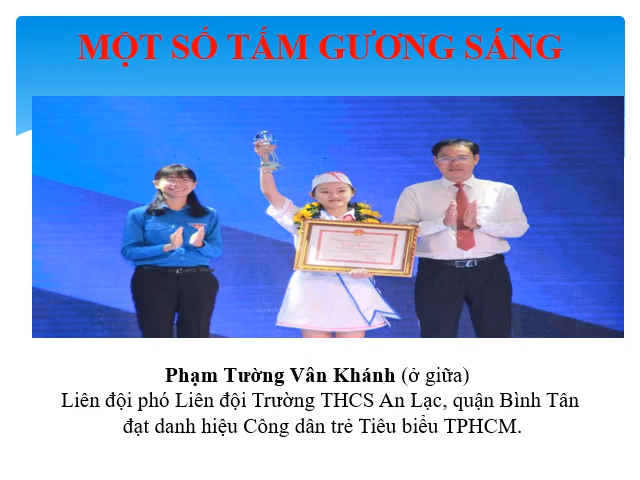 MỘT SỐ TẤM GƯƠNG SÁNG
Phạm Tường Vân Khánh (ở giữa)
Liên đội phó Liên đội Trường THCS An Lạc, quận Bình Tân
đạt danh hiệu Công dân trẻ Tiêu biểu TPHCM.